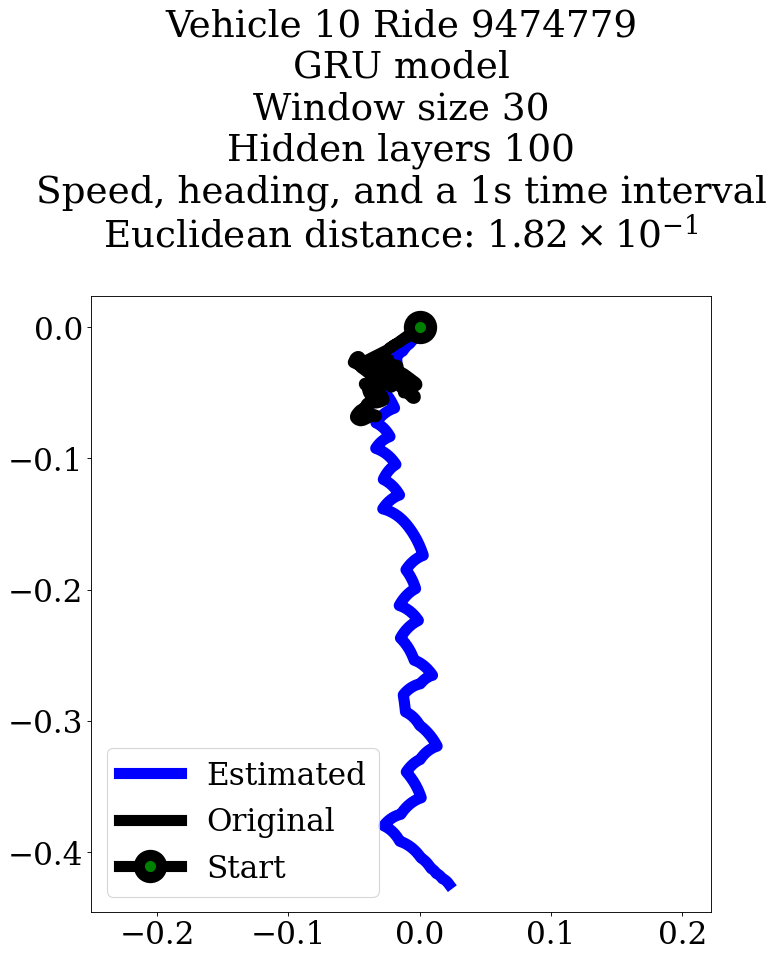 Vehicle 10 Ride 9474779
GRU model
Window size 30
Hidden layers 100
Speed, heading, and a 1s time interval
Euclidean distance: 1.82 × 10⁻¹
0.0
−0.1
−0.2
−0.3
−0.4
Estimated
Original
Start
−0.2 −0.1 0.0 0.1 0.2